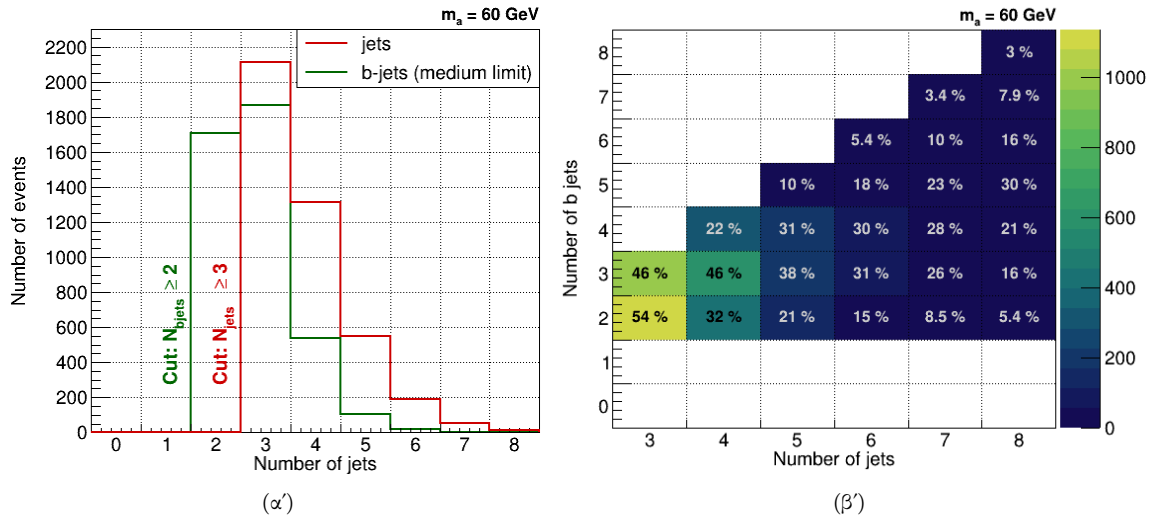 m_a = 60 GeV
jets
b-jets (medium limit)
2200
2000
1800
1600
1400
1200
1000
800
600
400
200
0
Number of events
Cut: N_bjets ≥ 2
Cut: N_jets ≥ 3
0 1 2 3 4 5 6 7 8
Number of jets
(α′)
m_a = 60 GeV
8
7
6
5
4
3
2
1
0
Number of b jets
3 %
3.4 % 7.9 %
5.4 % 10 % 16 %
10 % 18 % 23 % 30 %
22 % 31 % 30 % 28 % 21 %
46 % 46 % 38 % 31 % 26 % 16 %
54 % 32 % 21 % 15 % 8.5 % 5.4 %
3 4 5 6 7 8
Number of jets
1000
800
600
400
200
0
(β′)